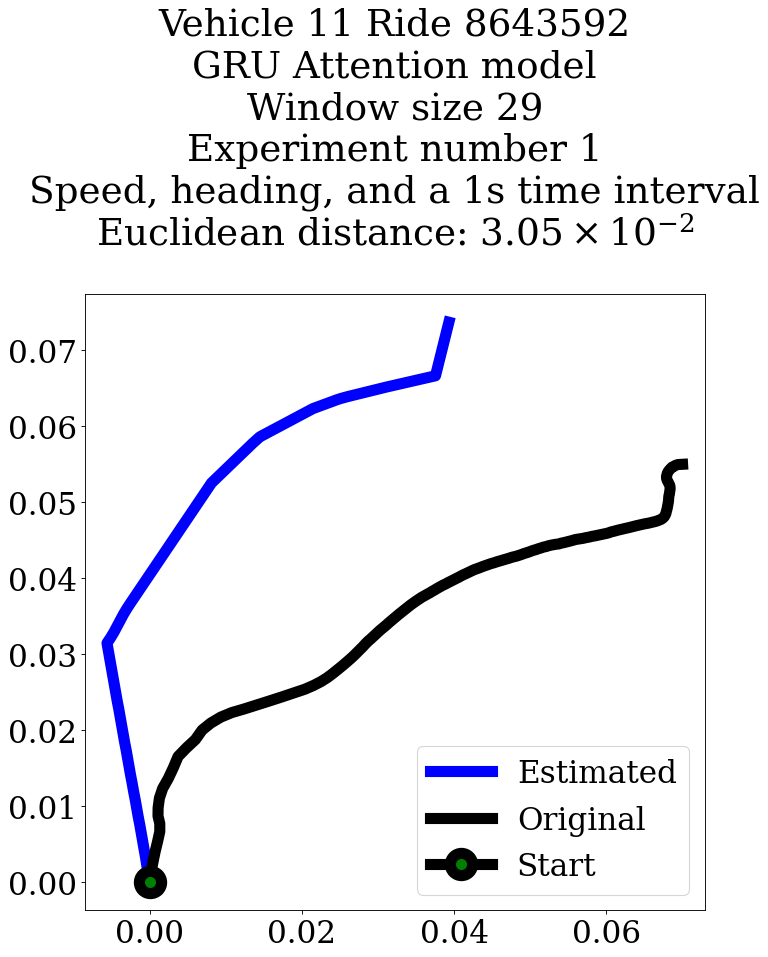 Vehicle 11 Ride 8643592
GRU Attention model
Window size 29
Experiment number 1
Speed, heading, and a 1s time interval
Euclidean distance: 3.05 × 10⁻²
0.07
0.06
0.05
0.04
0.03
0.02
0.01
0.00
Estimated
Original
Start
0.00 0.02 0.04 0.06